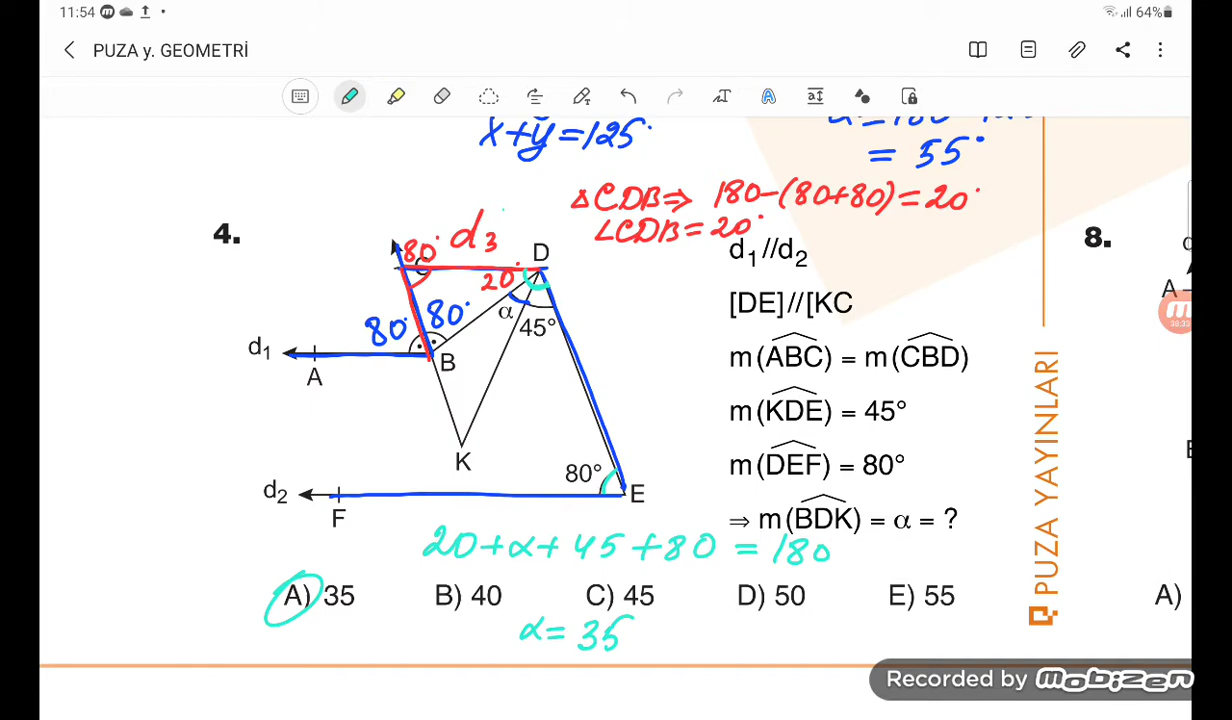 11:54
64%
PUZA y. GEOMETRİ
x+y=125°
= 55°
△CDB⇒ 180-(80+80)=20°
∠CDB=20°
4.
8.
80° d₃
D
C
20°
80° 80°
α
45°
d₁
A
B
K
80°
d₂
F
E
d₁//d₂
[DE]//[KC
m(ABC) = m(CBD)
m(KDE) = 45°
m(DEF) = 80°
⇒ m(BDK) = α = ?
20+α+45+80 = 180
A) 35 B) 40 C) 45 D) 50 E) 55
α= 35
PUZA YAYINLARI
A
A)
Recorded by mobizen